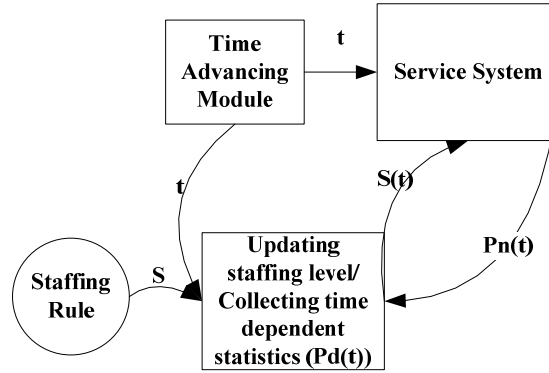 Time
Advancing
Module
t
Service System
t
S(t)
Pn(t)
Staffing
Rule
S
Updating
staffing level/
Collecting time
dependent
statistics (Pd(t))